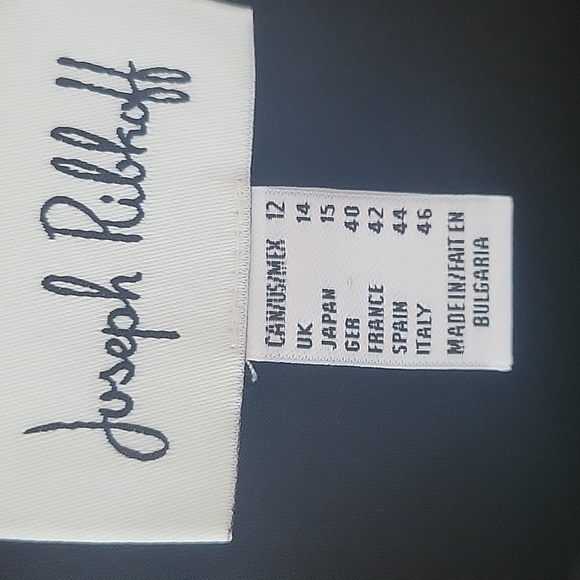 Joseph Ribkoff
CAN/US/MEX 12
UK 14
JAPAN 15
GER 40
FRANCE 42
SPAIN 44
ITALY 46
MADE IN/FAIT EN
BULGARIA